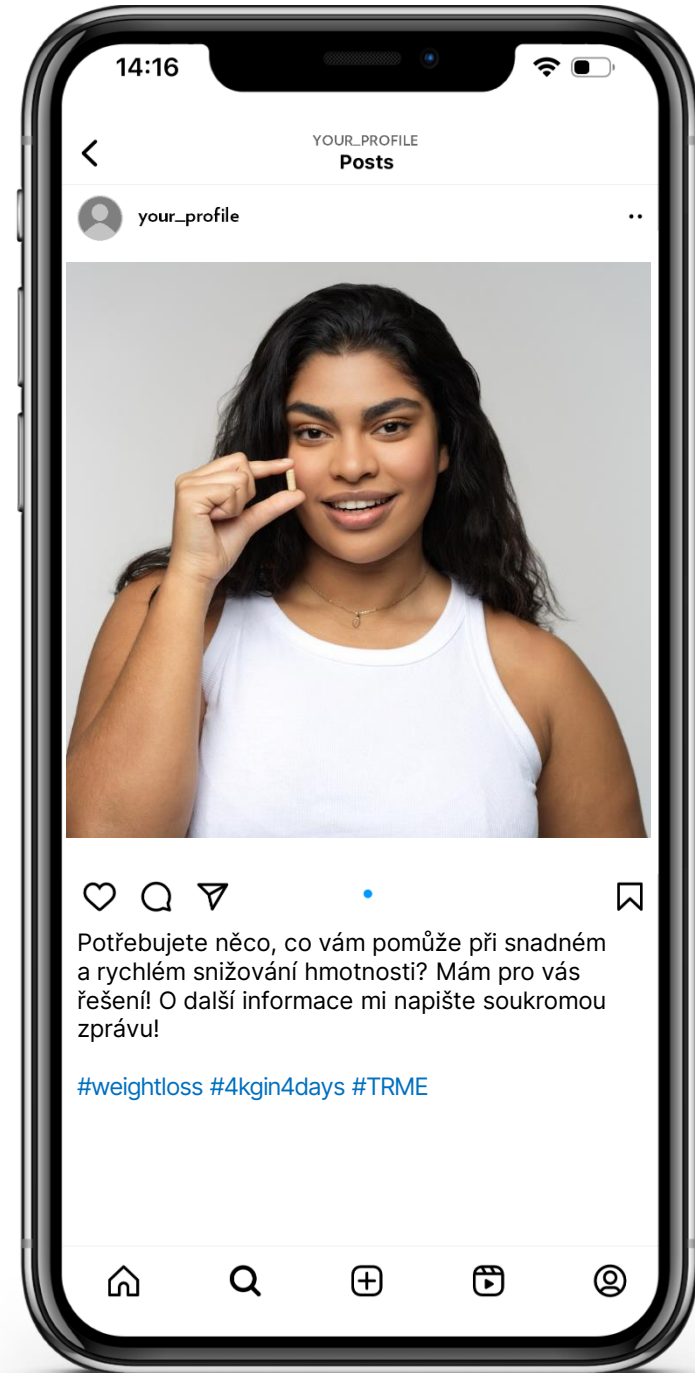 14:16
YOUR_PROFILE
Posts
your_profile
Potřebujete něco, co vám pomůže při snadném
a rychlém snižování hmotnosti? Mám pro vás
řešení! O další informace mi napište soukromou
zprávu!
#weightloss #4kgin4days #TRME